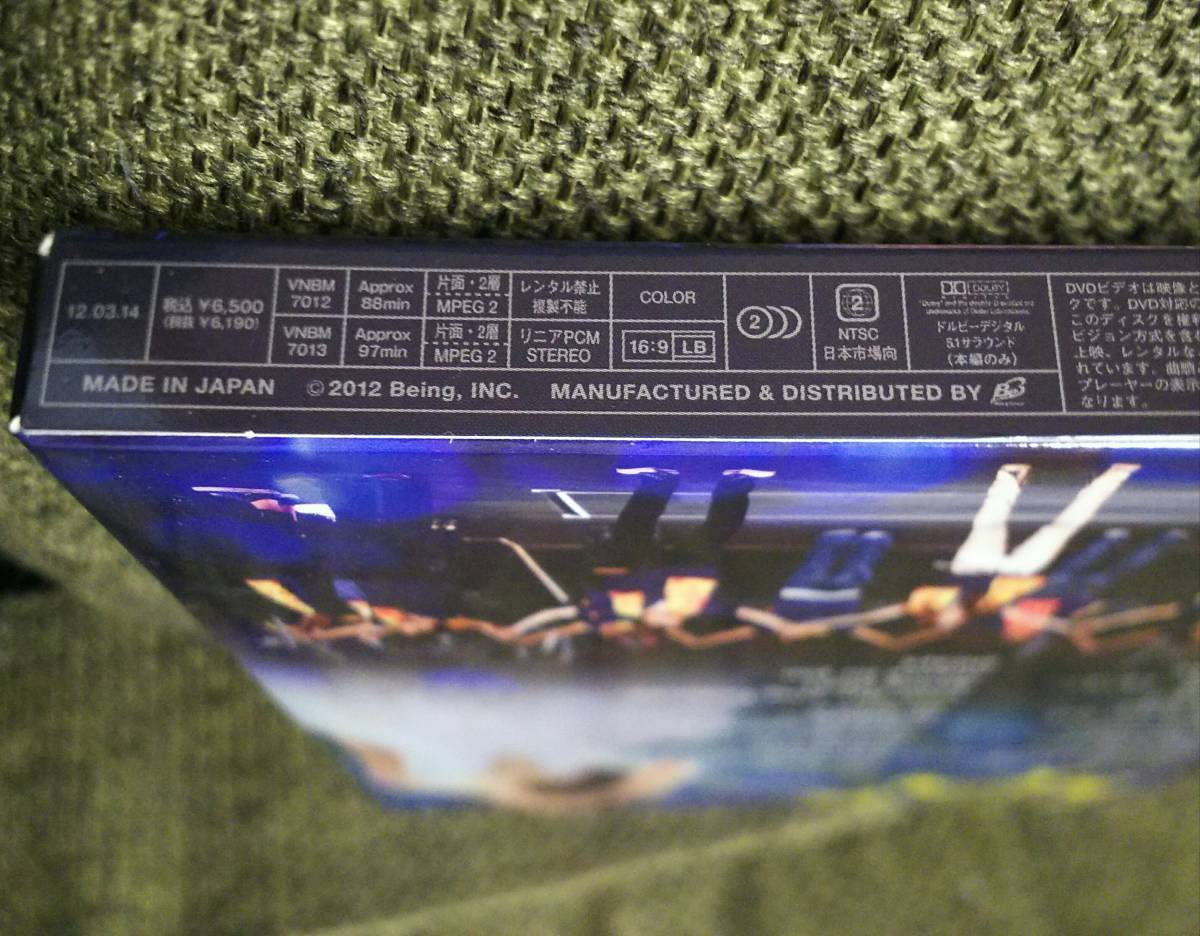 12.03.14
税込 ¥6,500
(税抜 ¥6,190)
VNBM
7012
Approx
88min
片面・2層
MPEG 2
VNBM
7013
Approx
97min
片面・2層
MPEG 2
レンタル禁止
複製不能
リニアPCM
STEREO
COLOR
16:9 LB
2
2
NTSC
日本市場向
DOLBY
ドルビーデジタル
5.1サラウンド
(本編のみ)
DVDビデオは映像と
クです。DVD対応の
このディスクを権利
ビジョン方式を含む
上映、レンタルな
れています。
プレーヤーの表示
なります。
MADE IN JAPAN © 2012 Being, INC. MANUFACTURED & DISTRIBUTED BY